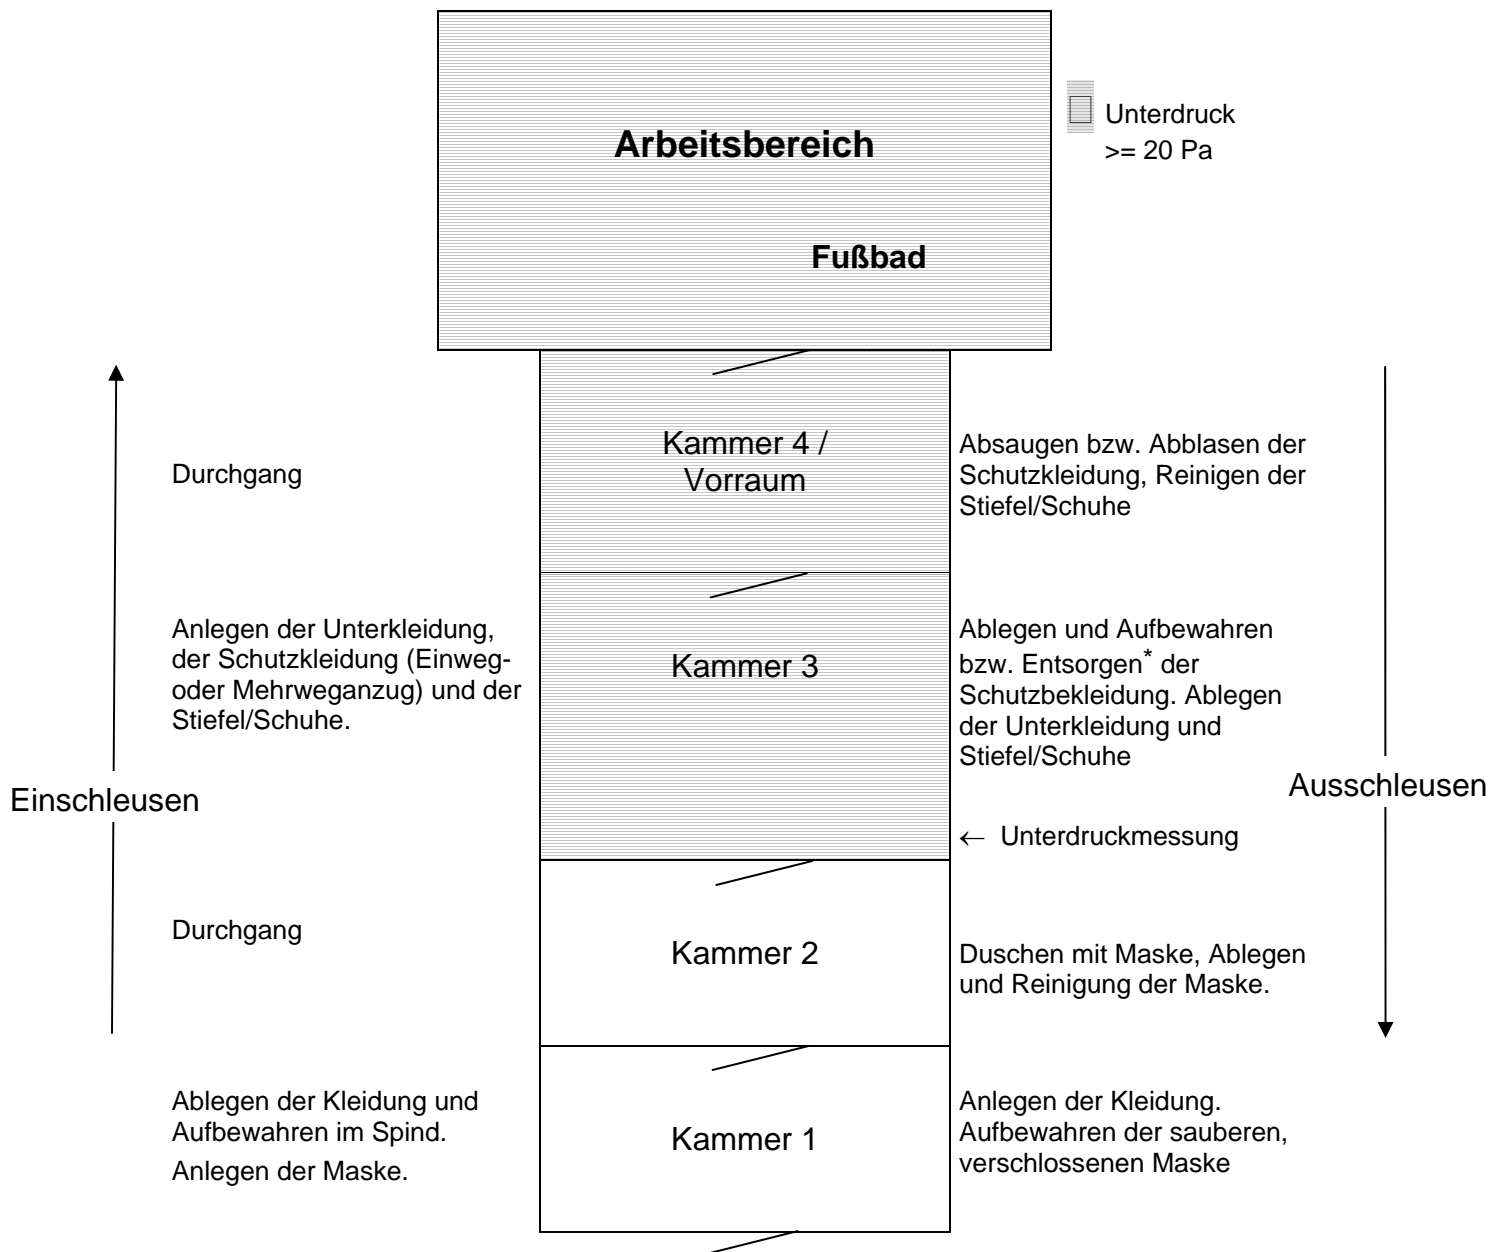 Unterdruck
>= 20 Pa
Arbeitsbereich
Fußbad
Durchgang
Kammer 4 /
Vorraum
Absaugen bzw. Abblasen der
Schutzkleidung, Reinigen der
Stiefel/Schuhe
Anlegen der Unterkleidung,
der Schutzkleidung (Einweg-
oder Mehrweganzug) und der
Stiefel/Schuhe.
Kammer 3
Ablegen und Aufbewahren
bzw. Entsorgen* der
Schutzbekleidung. Ablegen
der Unterkleidung und
Stiefel/Schuhe
Einschleusen
Ausschleusen
← Unterdruckmessung
Durchgang
Kammer 2
Duschen mit Maske, Ablegen
und Reinigung der Maske.
Ablegen der Kleidung und
Aufbewahren im Spind.
Anlegen der Maske.
Kammer 1
Anlegen der Kleidung.
Aufbewahren der sauberen,
verschlossenen Maske